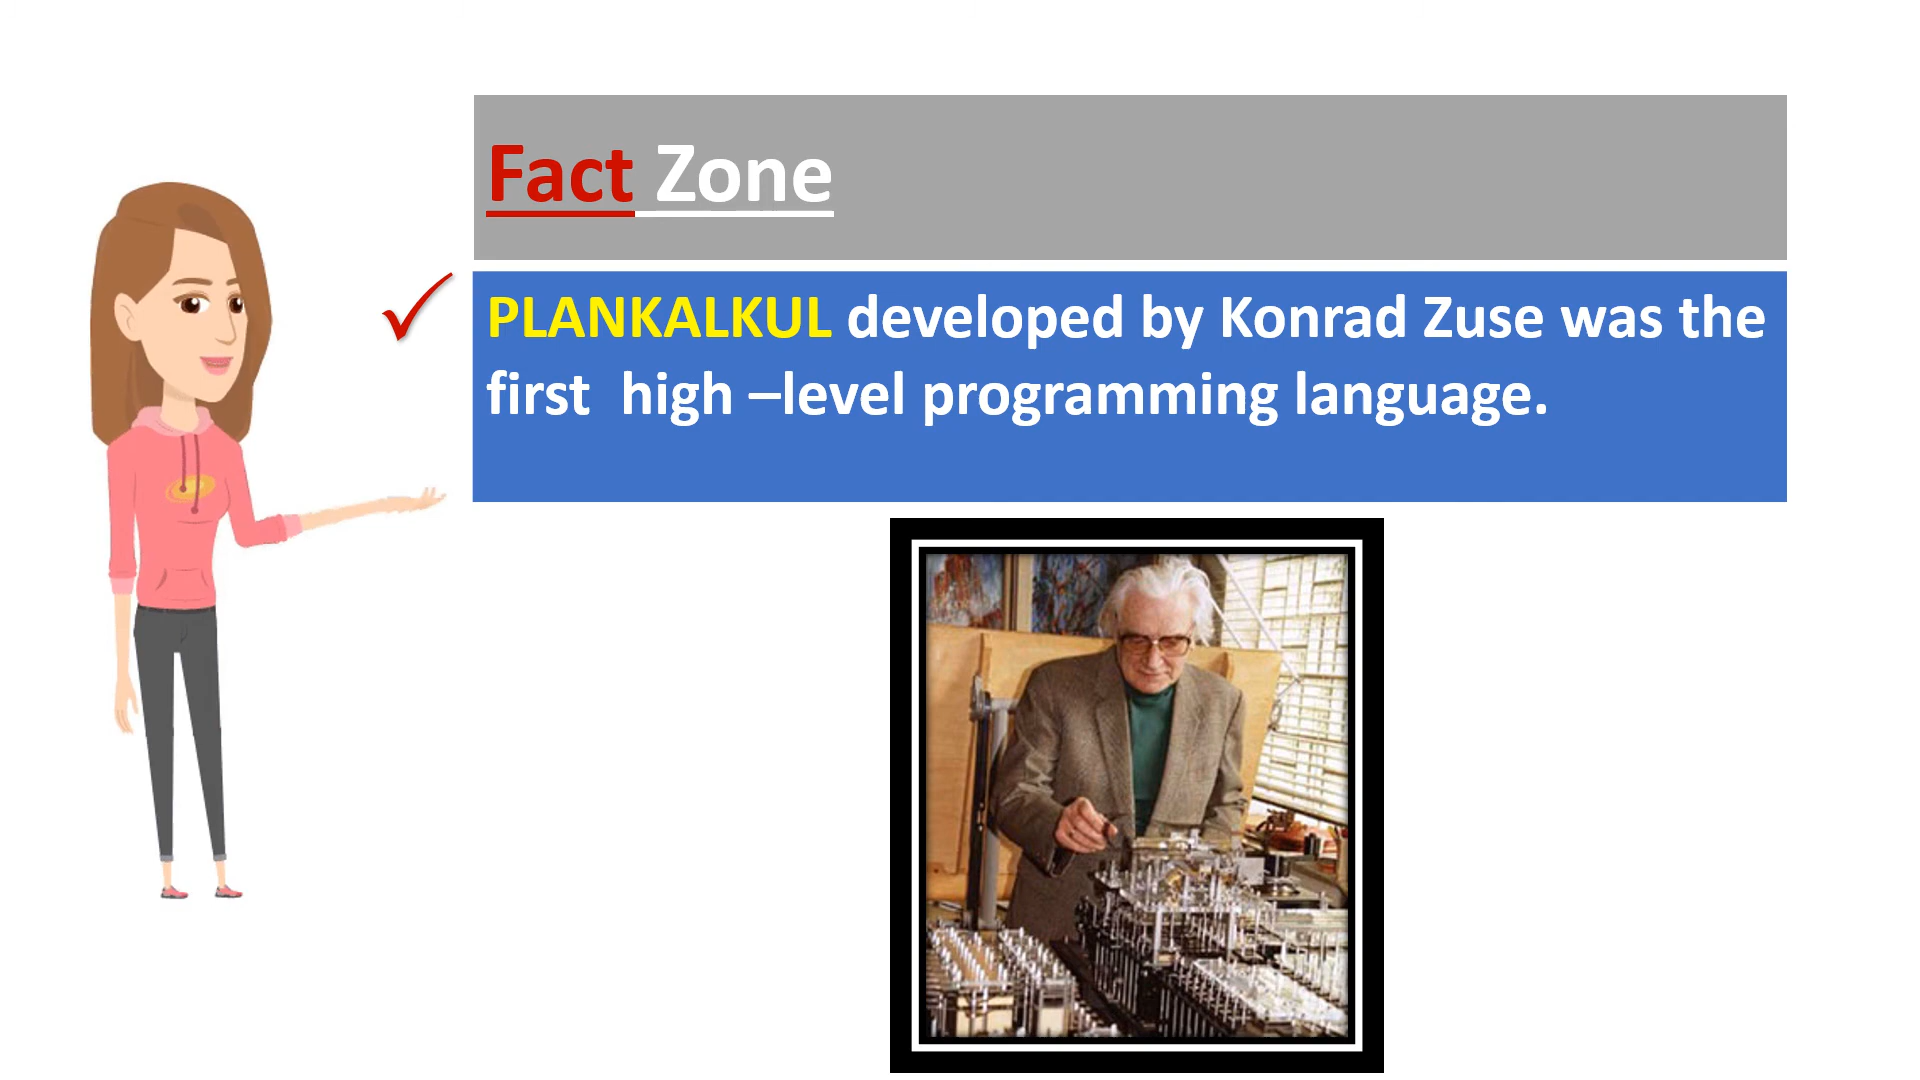 Fact Zone
PLANKALKUL developed by Konrad Zuse was the
first  high –level programming language.